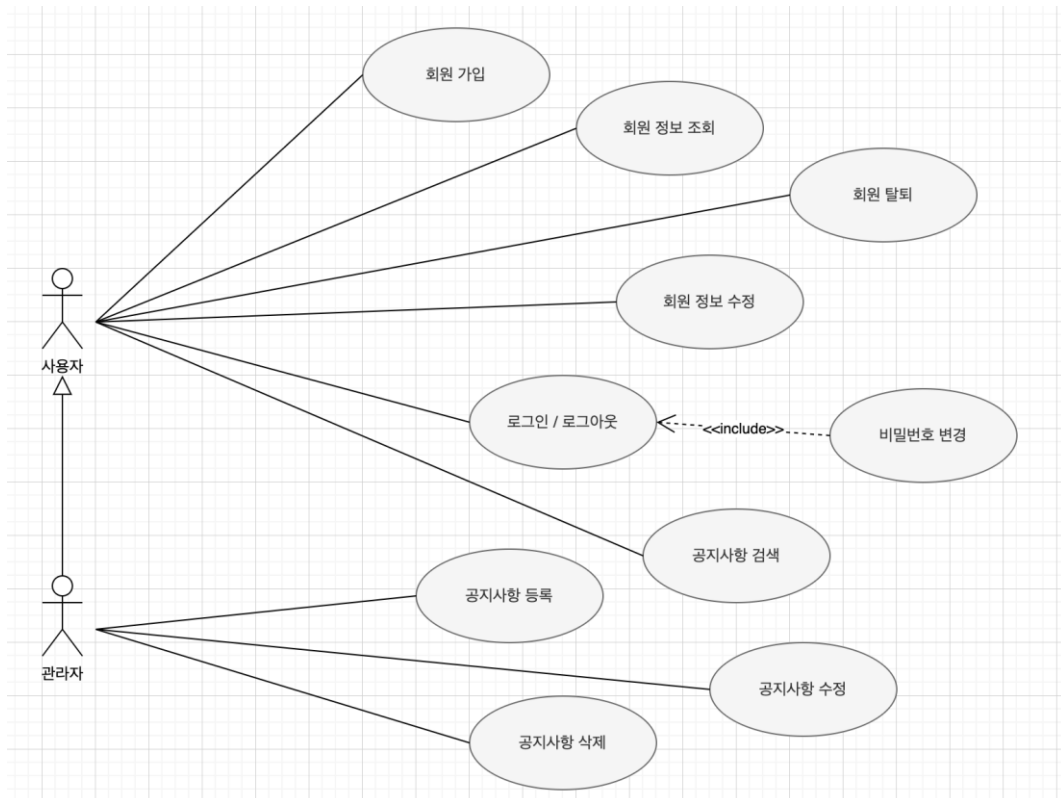 회원 가입
회원 정보 조회
회원 탈퇴
회원 정보 수정
사용자
로그인 / 로그아웃
<<include>>
비밀번호 변경
공지사항 검색
공지사항 등록
관라자
공지사항 수정
공지사항 삭제